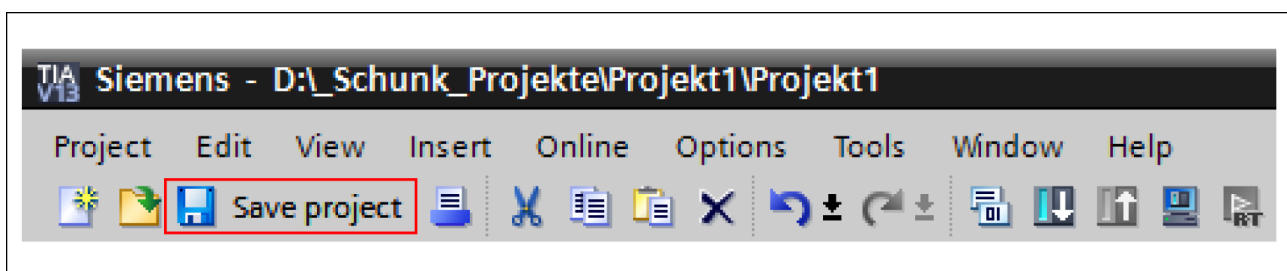 TIA V13 Siemens - D:\_Schunk_Projekte\Projekt1\Projekt1
Project Edit View Insert Online Options Tools Window Help
Save project RT